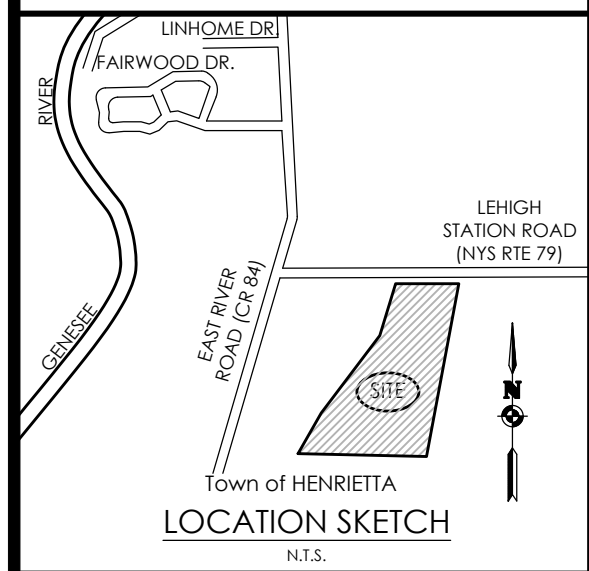 LINHOME DR.
FAIRWOOD DR.
RIVER
LEHIGH
STATION ROAD
(NYS RTE 79)
EAST RIVER
ROAD (CR 84)
GENESEE
SITE
N
Town of HENRIETTA
LOCATION SKETCH
N.T.S.